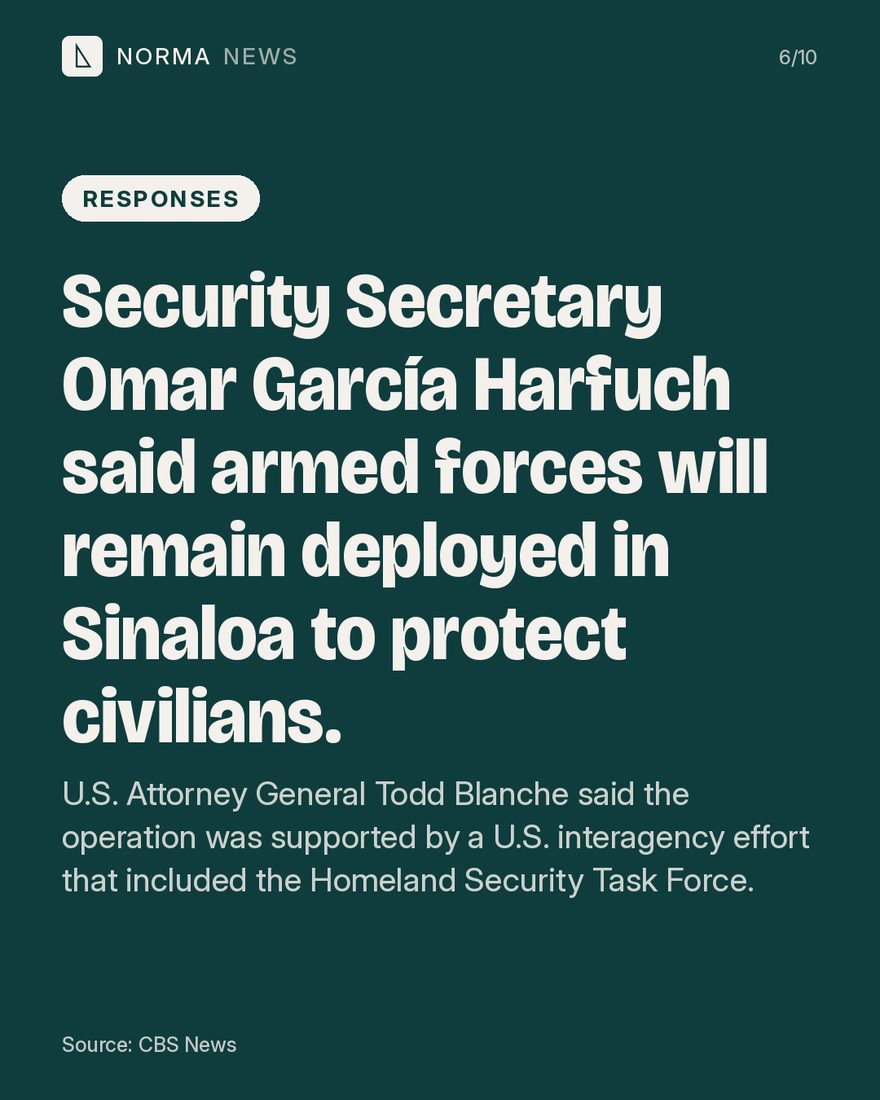 NORMA NEWS
6/10
RESPONSES
Security Secretary
Omar García Harfuch
said armed forces will
remain deployed in
Sinaloa to protect
civilians.
U.S. Attorney General Todd Blanche said the
operation was supported by a U.S. interagency effort
that included the Homeland Security Task Force.
Source: CBS News